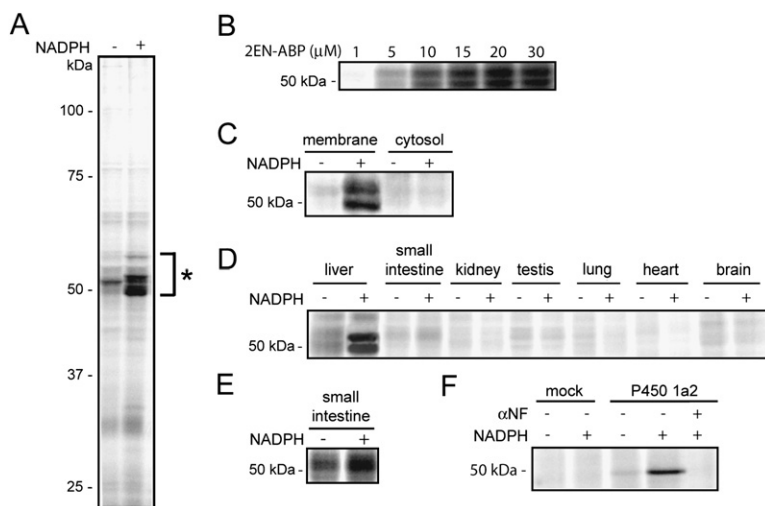 A
NADPH - +
kDa
100 -
75 -
50 -
37 -
25 -
*
B
2EN-ABP (μM) 1 5 10 15 20 30
50 kDa -
C
membrane cytosol
NADPH - + - +
50 kDa -
D
liver small intestine kidney testis lung heart brain
NADPH - + - + - + - + - + - + - +
50 kDa -
E
small
intestine
NADPH - +
50 kDa -
F
mock P450 1a2
αNF - - - - +
NADPH - + - + +
50 kDa -